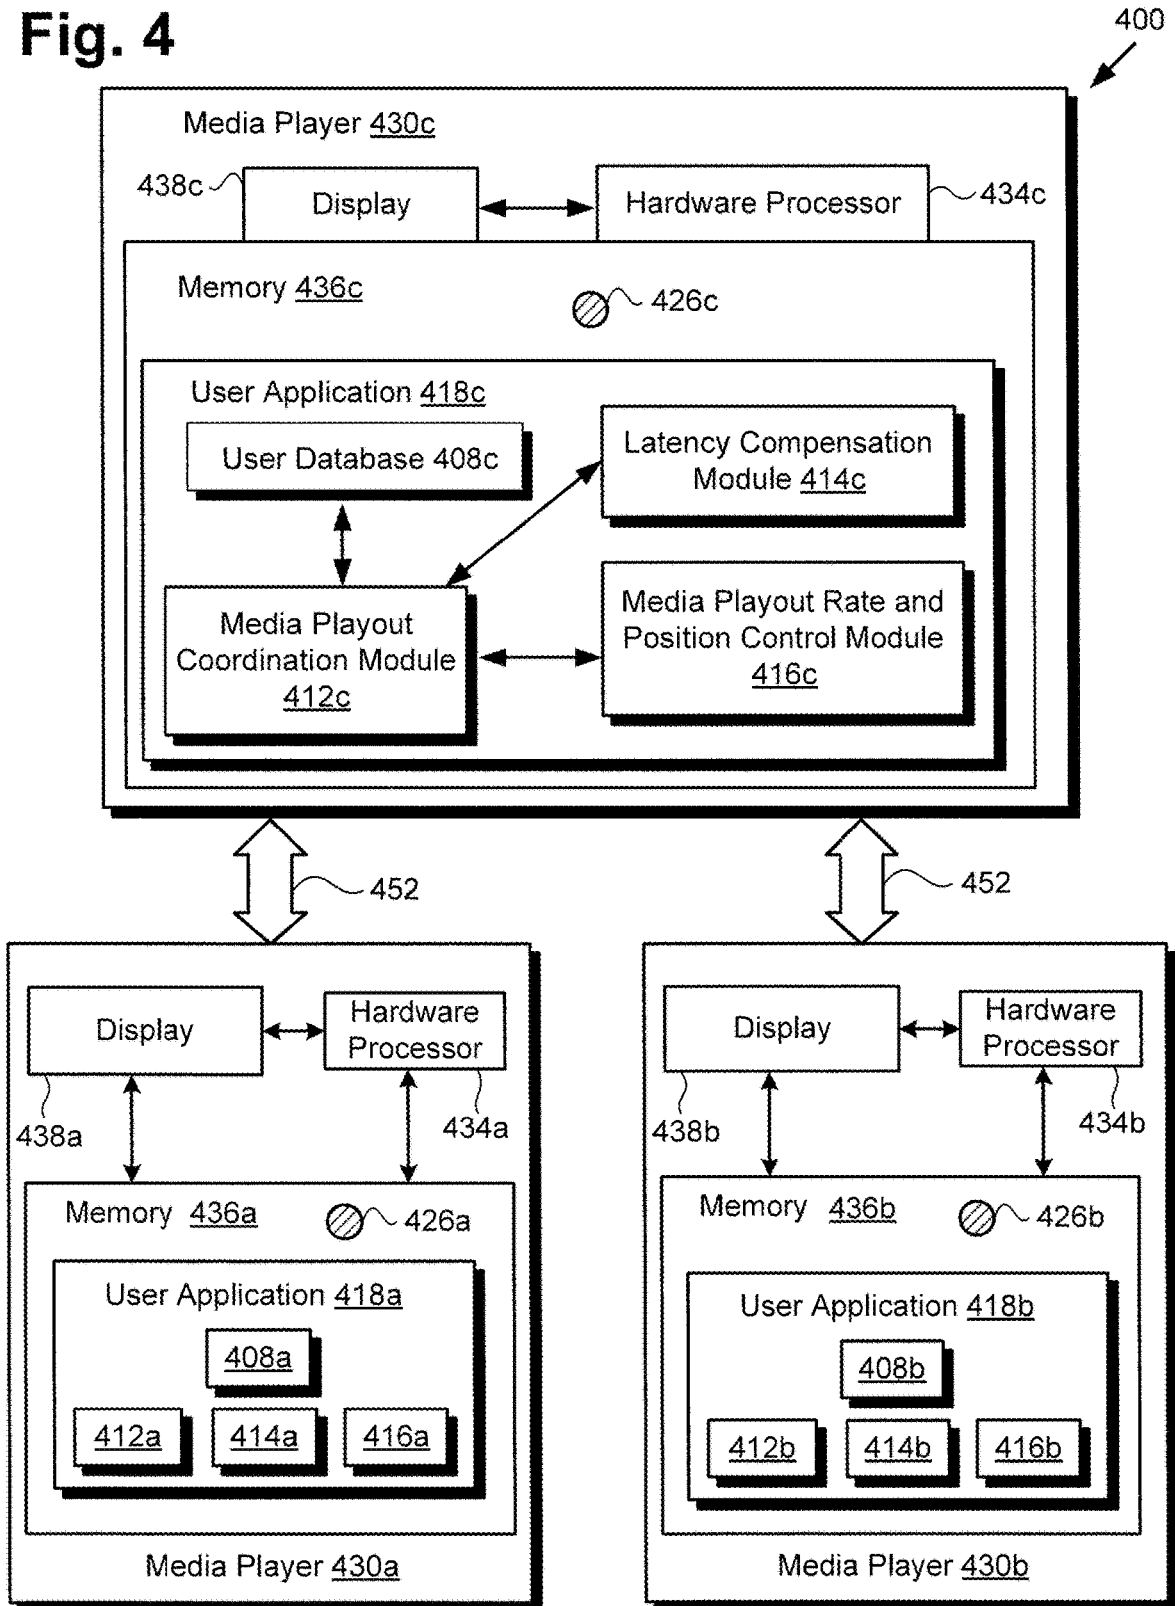 Fig. 4
400
Media Player 430c
438c
Display
Hardware Processor
434c
Memory 436c
426c
User Application 418c
User Database 408c
Latency Compensation
Module 414c
Media Playout
Coordination Module
412c
Media Playout Rate and
Position Control Module
416c
452
452
Display
Hardware
Processor
438a
434a
Memory 436a
426a
User Application 418a
408a
412a
414a
416a
Media Player 430a
Display
Hardware
Processor
438b
434b
Memory 436b
426b
User Application 418b
408b
412b
414b
416b
Media Player 430b